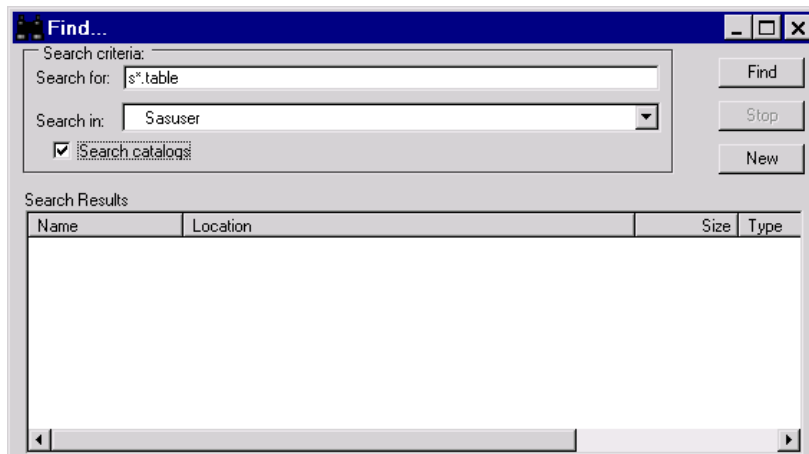 Find...
Search criteria:
Search for: s*.table
Find
Search in: Sasuser
Stop
Search catalogs
New
Search Results
Name Location Size Type